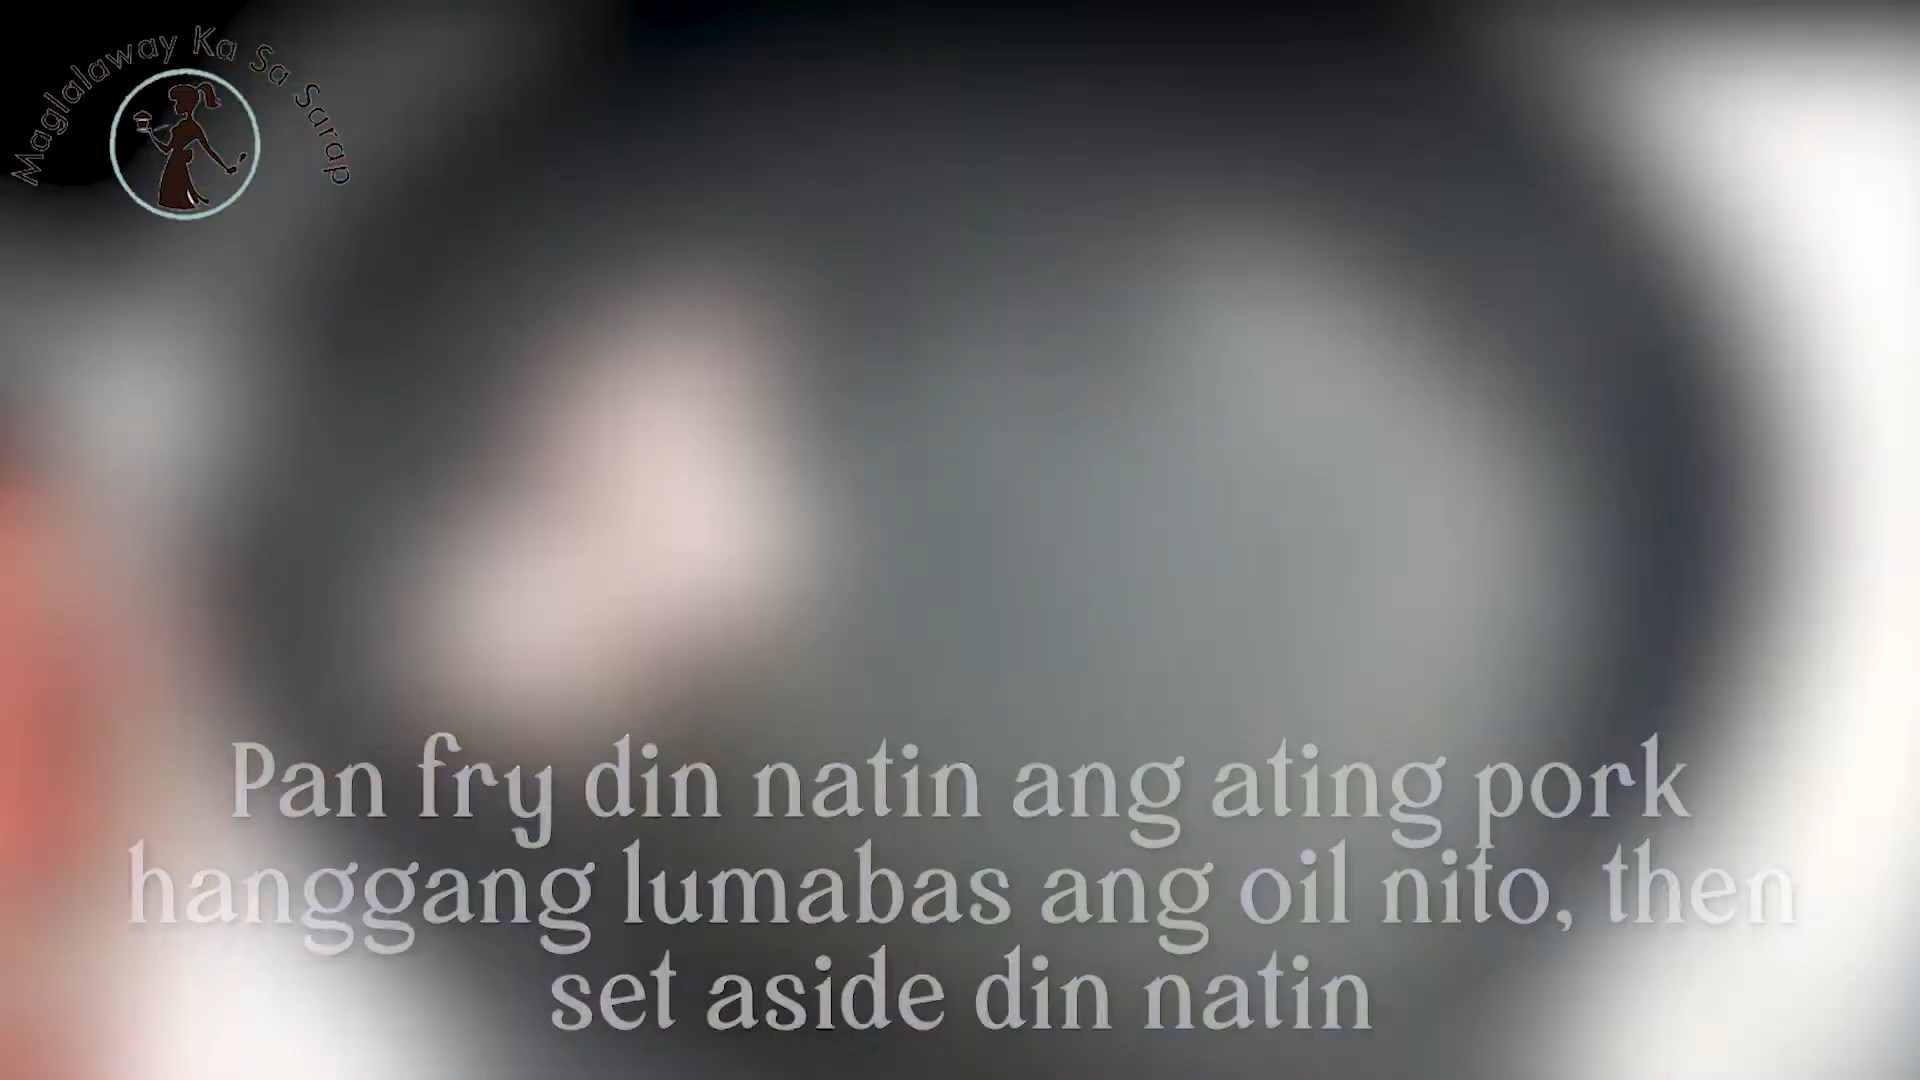 Maglalaway Ka Sa Sarap
Pan fry din natin ang ating pork
hanggang lumabas ang oil nito, then
set aside din natin